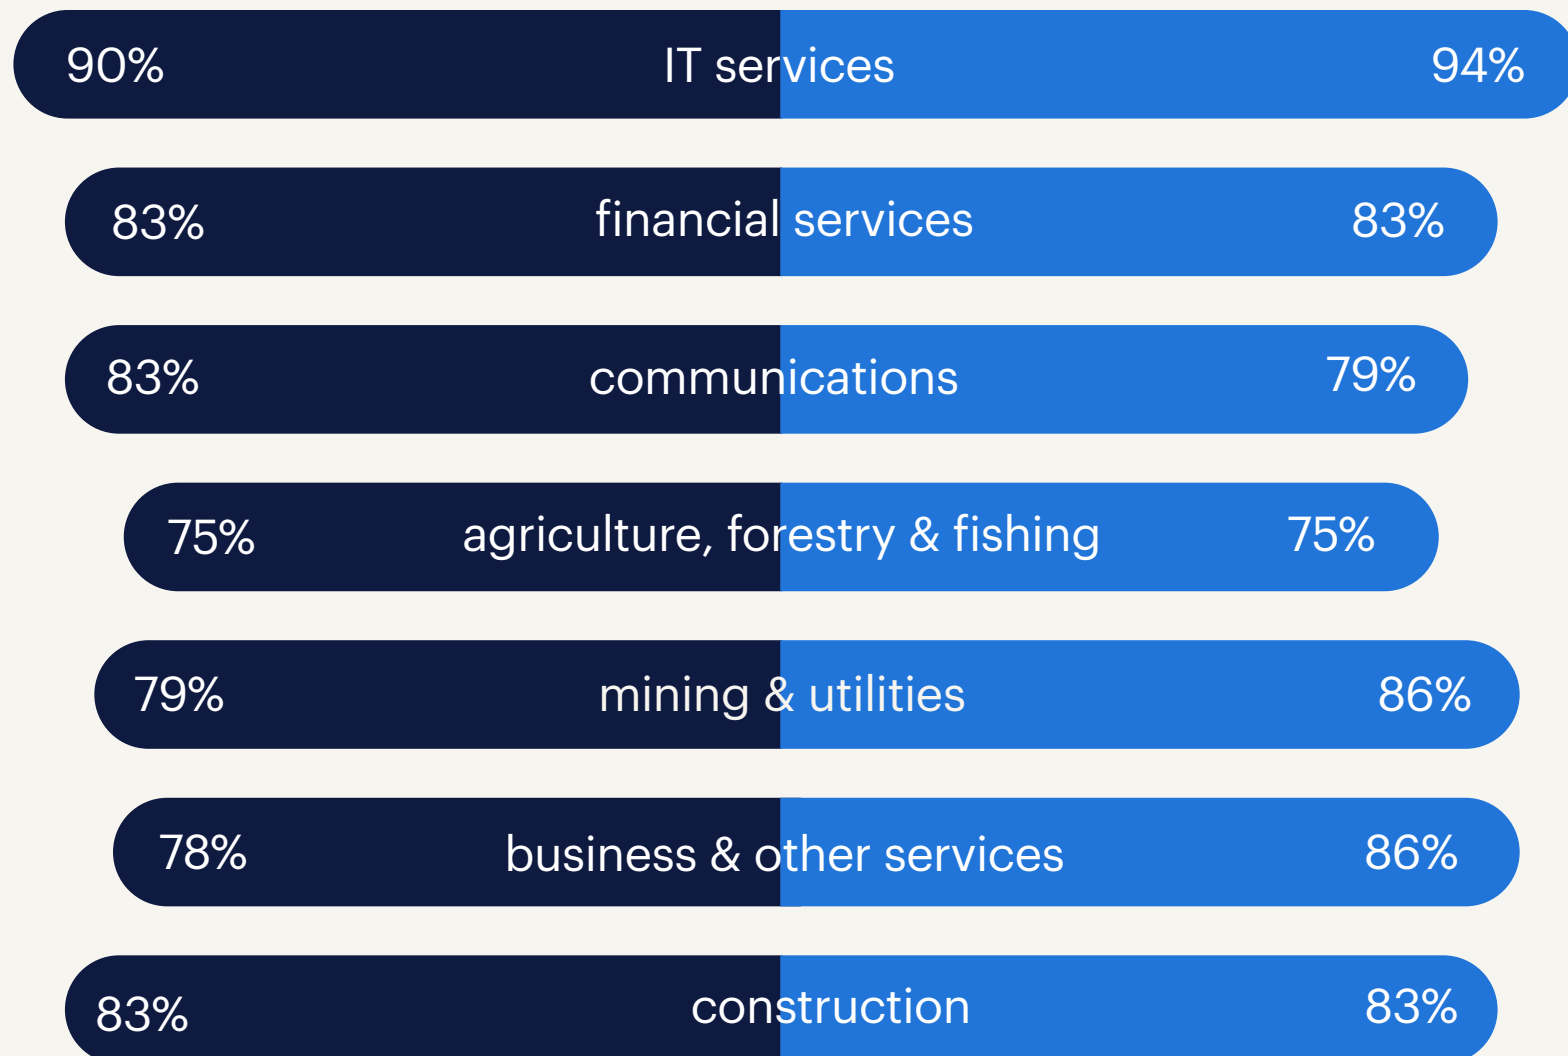 90% IT services 94%
83% financial services 83%
83% communications 79%
75% agriculture, forestry & fishing 75%
79% mining & utilities 86%
78% business & other services 86%
83% construction 83%